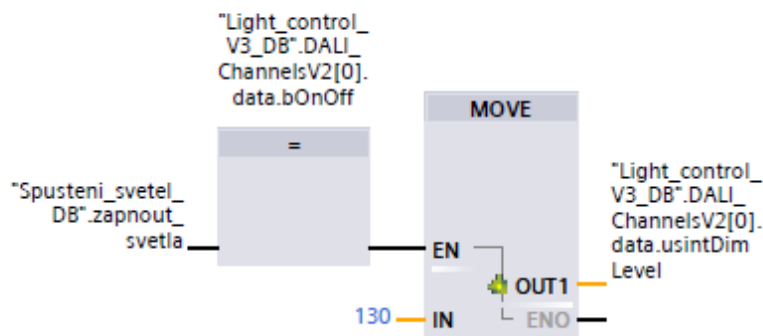 "Light_control_
V3_DB".DALI_
ChannelsV2[0].
data.bOnOff
=
"Spusteni_svetel_
DB".zapnout_
svetla
MOVE
EN
OUT1
130
IN
ENO
"Light_control_
V3_DB".DALI_
ChannelsV2[0].
data.usintDim
Level